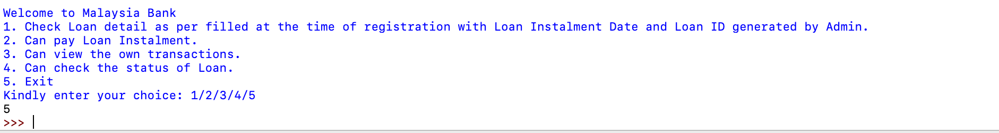 Welcome to Malaysia Bank
1. Check Loan detail as per filled at the time of registration with Loan Instalment Date and Loan ID generated by Admin.
2. Can pay Loan Instalment.
3. Can view the own transactions.
4. Can check the status of Loan.
5. Exit
Kindly enter your choice: 1/2/3/4/5
5
>>>